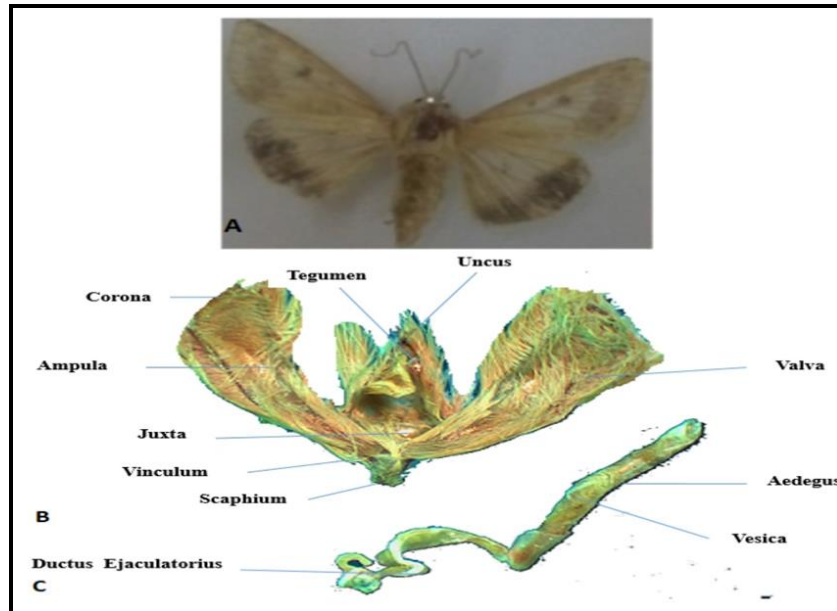 A
Uncus
Tegumen
Corona
Ampula
Valva
Juxta
Vinculum
Scaphium
Aedegus
B
Vesica
Ductus Ejaculatorius
C